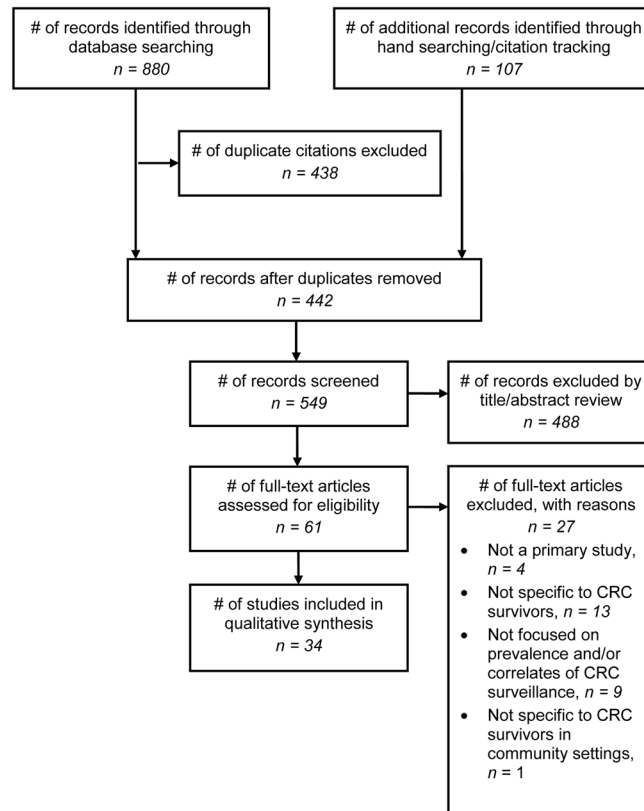 # of records identified through
database searching
n = 880
# of additional records identified through
hand searching/citation tracking
n = 107
# of duplicate citations excluded
n = 438
# of records after duplicates removed
n = 442
# of records screened
n = 549
# of records excluded by
title/abstract review
n = 488
# of full-text articles
assessed for eligibility
n = 61
# of full-text articles
excluded, with reasons
n = 27
• Not a primary study,
n = 4
• Not specific to CRC
survivors, n = 13
• Not focused on
prevalence and/or
correlates of CRC
surveillance, n = 9
• Not specific to CRC
survivors in
community settings,
n = 1
# of studies included in
qualitative synthesis
n = 34